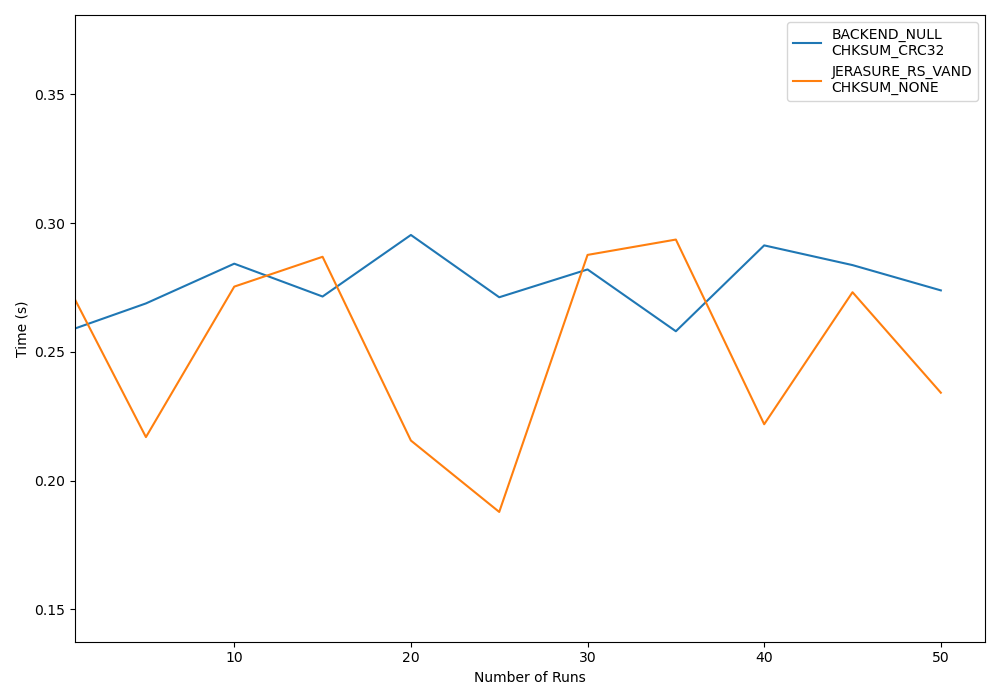 BACKEND_NULL
CHKSUM_CRC32
JERASURE_RS_VAND
CHKSUM_NONE
0.35
0.30
0.25
0.20
0.15
Time (s)
10 20 30 40 50
Number of Runs